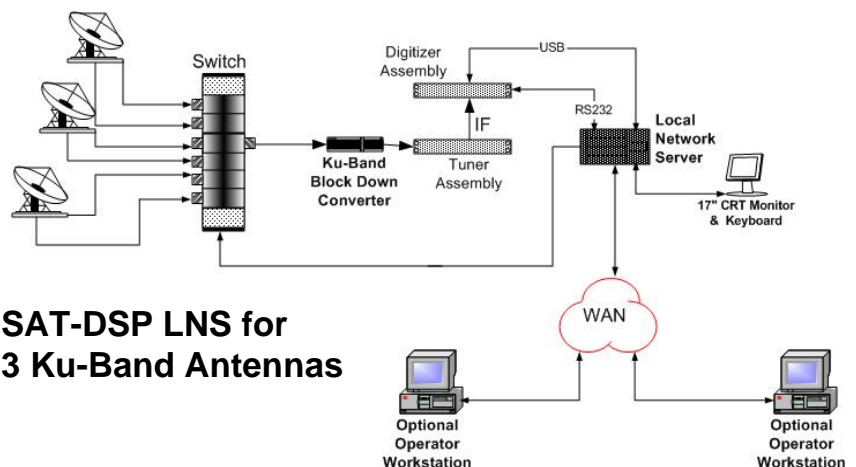 Switch
Digitizer
Assembly
USB
RS232
IF
Local
Network
Server
Ku-Band
Block Down
Converter
Tuner
Assembly
17" CRT Monitor
& Keyboard
WAN
SAT-DSP LNS for
3 Ku-Band Antennas
Optional
Operator
Workstation
Optional
Operator
Workstation